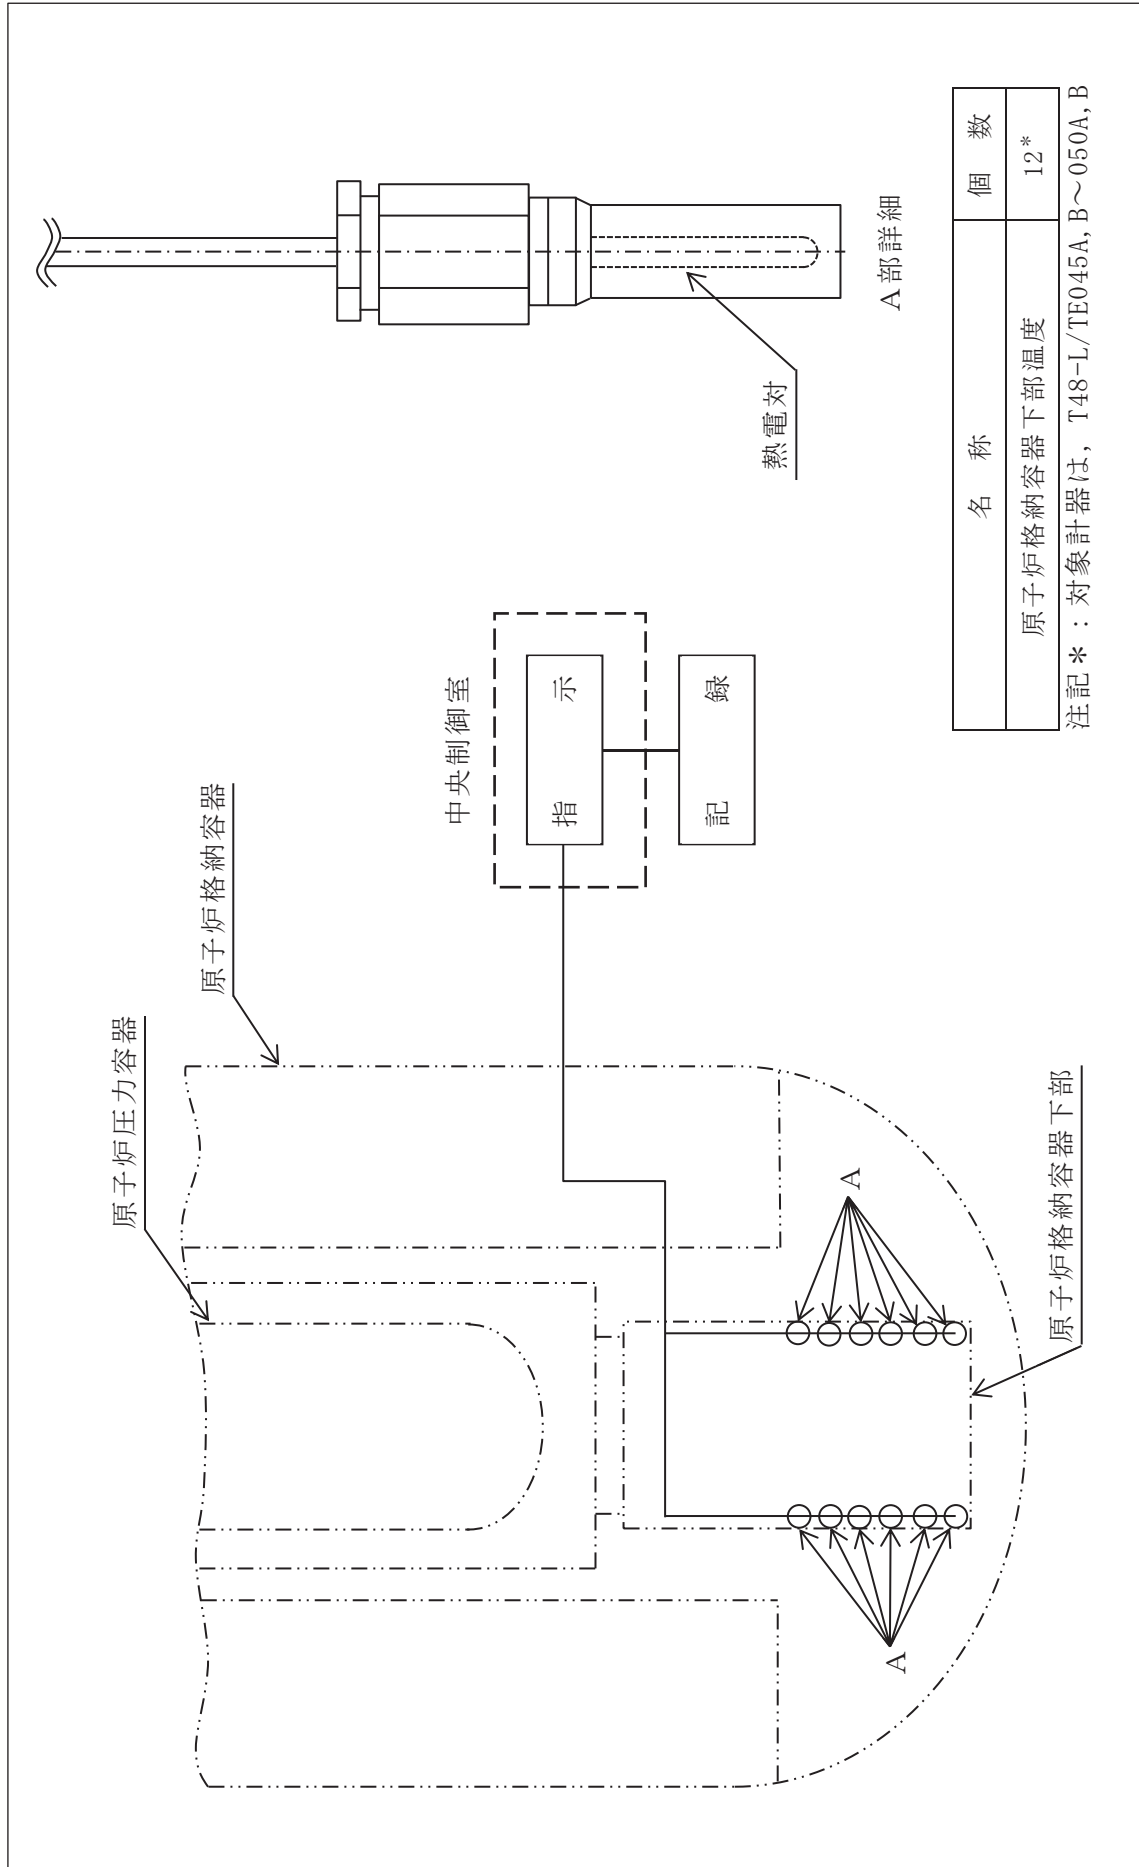 原子炉圧力容器
原子炉格納容器
中央制御室
指示
記録
A
A
原子炉格納容器下部
熱電対
A部詳細
名称 個数
原子炉格納容器下部温度 12*
注記＊：対象計器は，T48-L/TE045A,B～050A,B